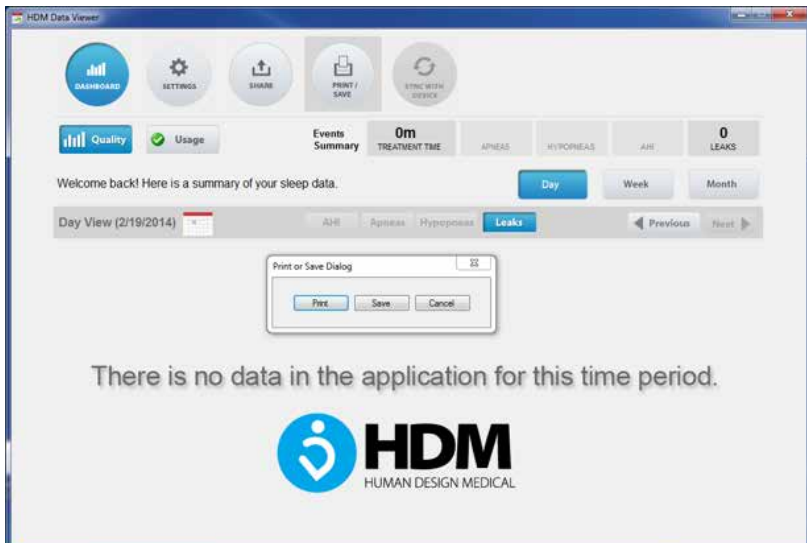 HDM Data Viewer
DASHBOARD
SETTINGS
SHARE
PRINT /
SAVE
SYNC WITH
DEVICE
Quality
Usage
Events
Summary
0m
TREATMENT TIME
APNEAS
HYPOPNEAS
AHI
0
LEAKS
Welcome back! Here is a summary of your sleep data.
Day
Week
Month
Day View (2/19/2014)
AHI
Apneas
Hypopneas
Leaks
Previous
Next
Print or Save Dialog
Print
Save
Cancel
There is no data in the application for this time period.
HDM
HUMAN DESIGN MEDICAL